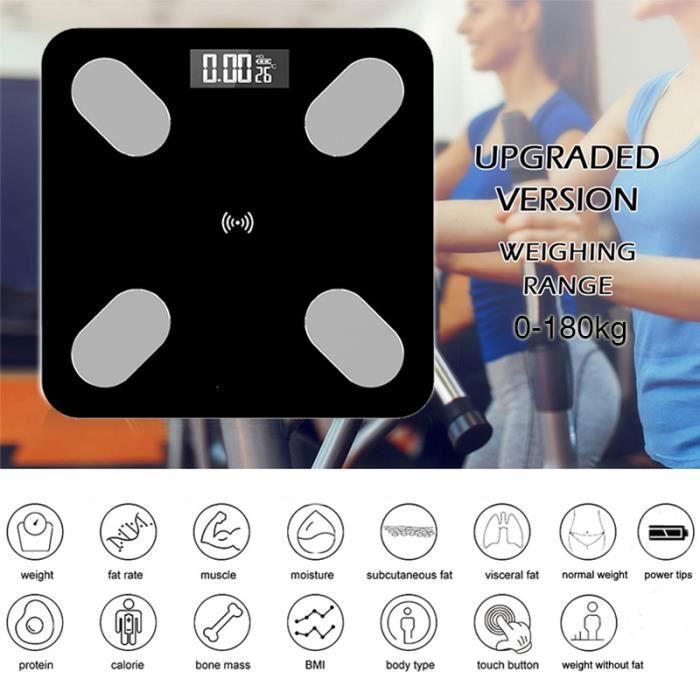 0.00
KG
26
°C
UPGRADED
VERSION
WEIGHING
RANGE
0-180kg
weight
fat rate
muscle
moisture
subcutaneous fat
visceral fat
normal weight
power tips
protein
calorie
bone mass
BMI
body type
touch button
weight without fat